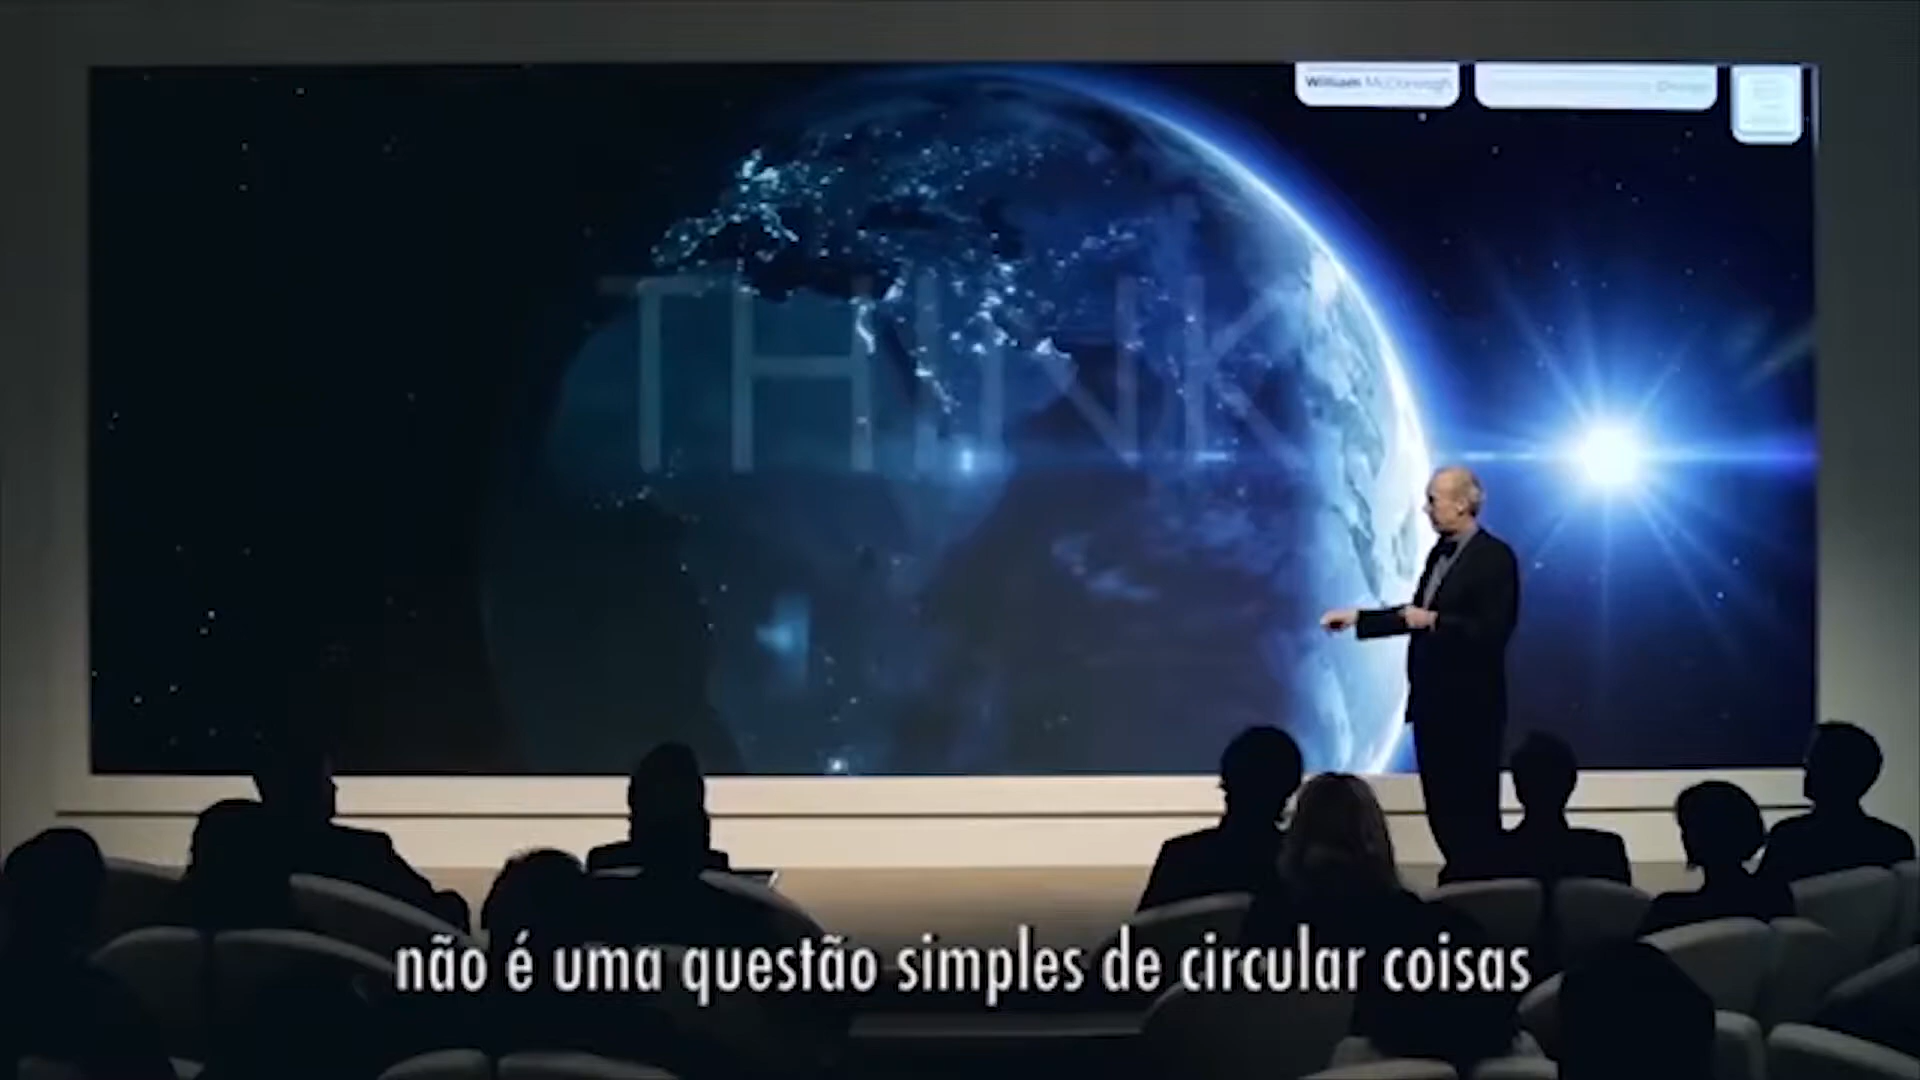 William McDonough
THINK
não é uma questão simples de circular coisas